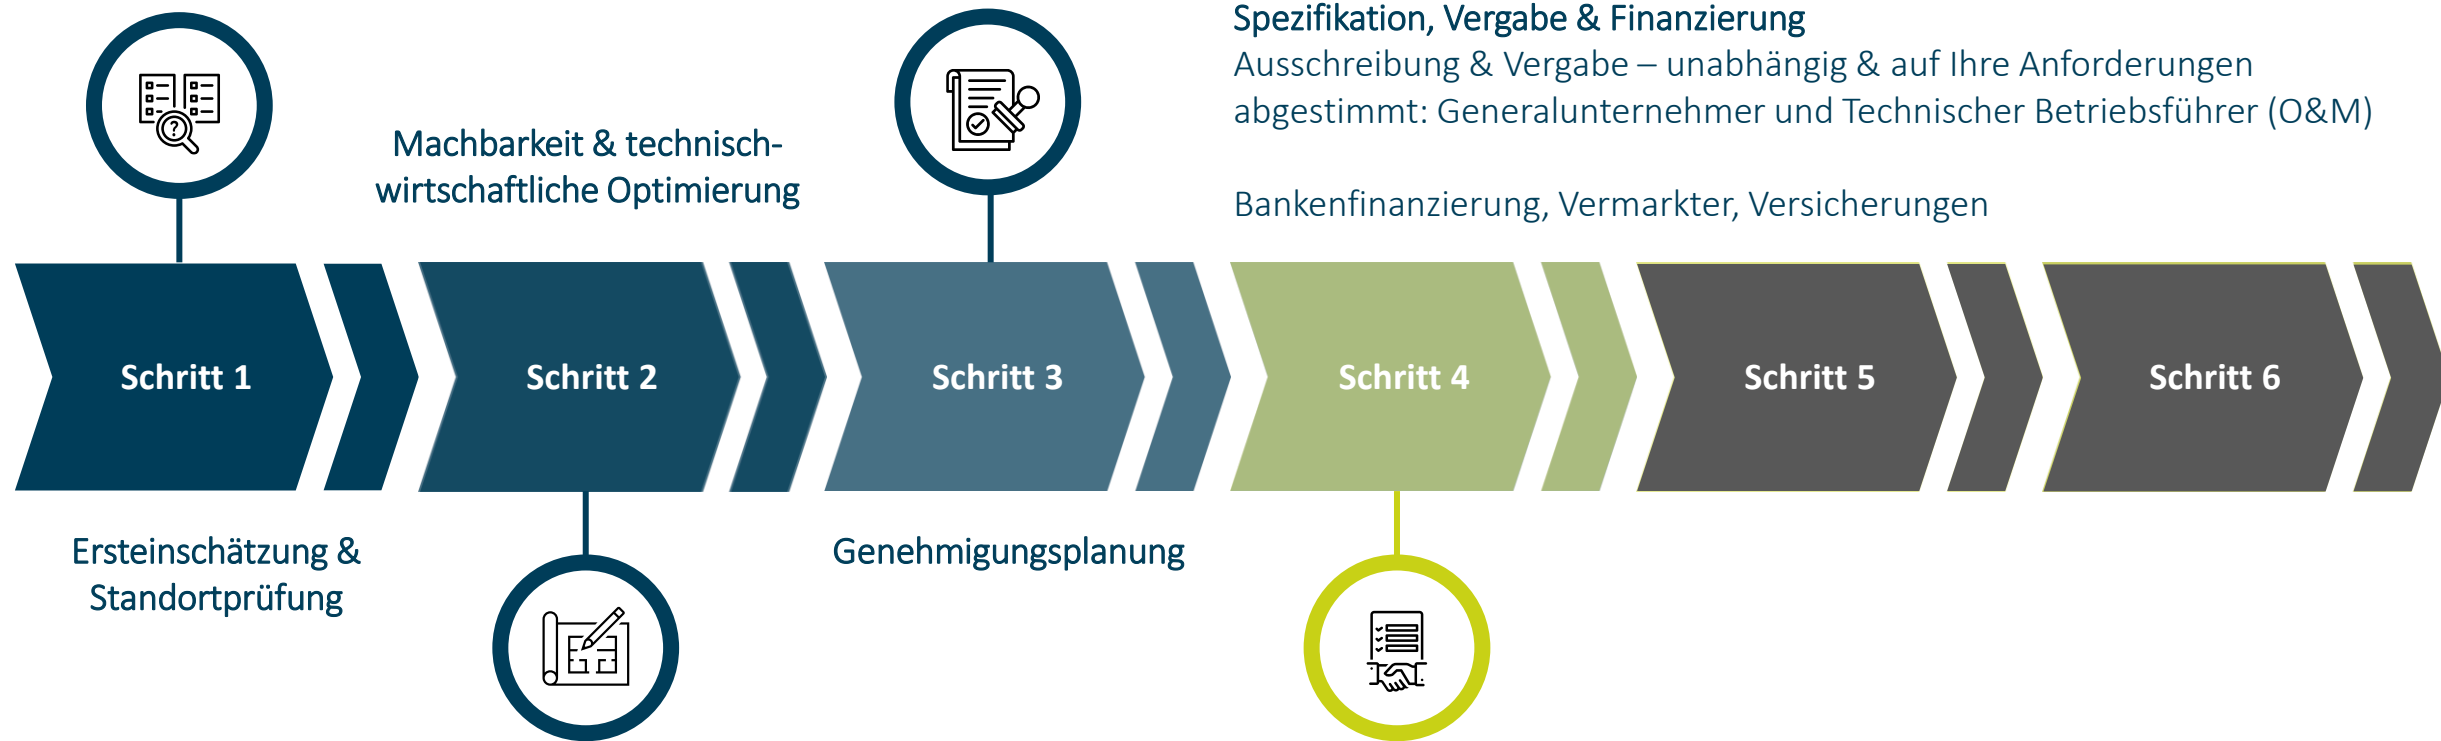 Spezifikation, Vergabe & Finanzierung
Ausschreibung & Vergabe – unabhängig & auf Ihre Anforderungen
abgestimmt: Generalunternehmer und Technischer Betriebsführer (O&M)
Bankenfinanzierung, Vermarkter, Versicherungen
Machbarkeit & technisch-
wirtschaftliche Optimierung
Schritt 1
Schritt 2
Schritt 3
Schritt 4
Schritt 5
Schritt 6
Ersteinschätzung &
Standortprüfung
Genehmigungsplanung
?